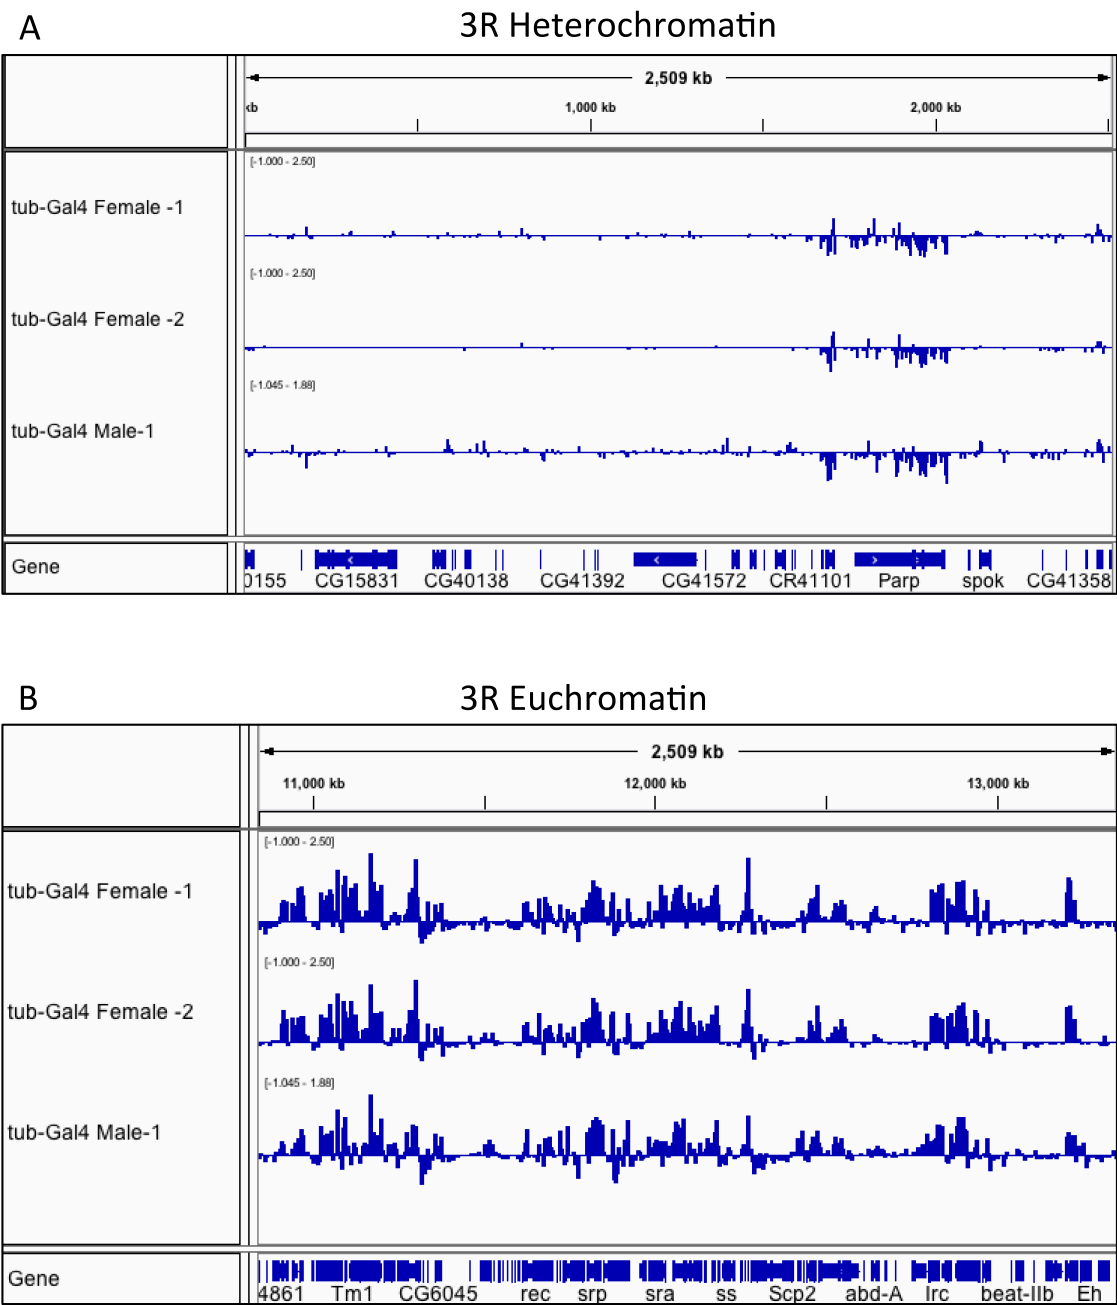 A
3R Heterochromatin
2,509 kb
kb 1,000 kb 2,000 kb
[-1.000 - 2.50]
tub-Gal4 Female -1
[-1.000 - 2.50]
tub-Gal4 Female -2
[-1.045 - 1.88]
tub-Gal4 Male-1
Gene
0155 CG15831 CG40138 CG41392 CG41572 CR41101 Parp spok CG41358
B
3R Euchromatin
2,509 kb
11,000 kb 12,000 kb 13,000 kb
[-1.000 - 2.50]
tub-Gal4 Female -1
[-1.000 - 2.50]
tub-Gal4 Female -2
[-1.045 - 1.88]
tub-Gal4 Male-1
Gene
4861 Tm1 CG6045 rec srp sra ss Scp2 abd-A Irc beat-IIb Eh